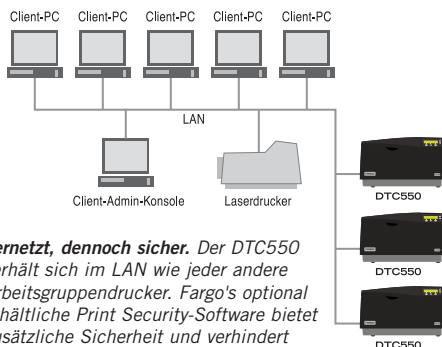 Client-PC Client-PC Client-PC Client-PC Client-PC
LAN
Client-Admin-Konsole Laserdrucker
DTC550
DTC550
DTC550
ernetzt, dennoch sicher. Der DTC550
erhält sich im LAN wie jeder andere
rbeitsgruppendrucker. Fargo's optional
hältliche Print Security-Software bietet
usätzliche Sicherheit und verhindert